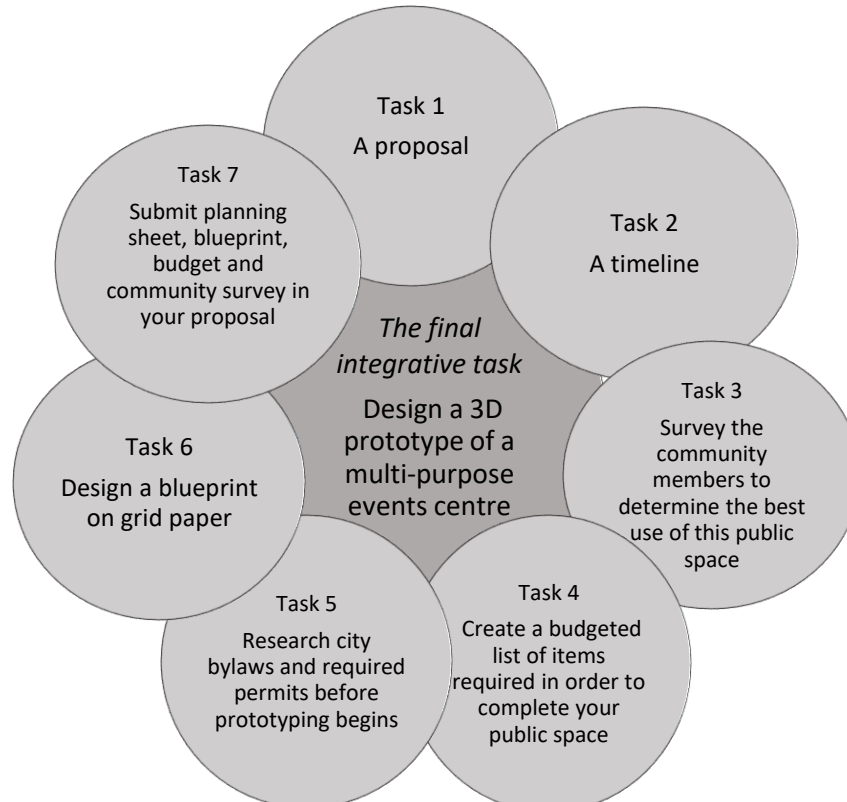 Task 1
A proposal
Task 2
A timeline
Task 3
Survey the
community
members to
determine the best
use of this public
space
Task 4
Create a budgeted
list of items
required in order to
complete your
public space
Task 5
Research city
bylaws and required
permits before
prototyping begins
Task 6
Design a blueprint
on grid paper
Task 7
Submit planning
sheet, blueprint,
budget and
community survey in
your proposal
The final
integrative task
Design a 3D
prototype of a
multi-purpose
events centre